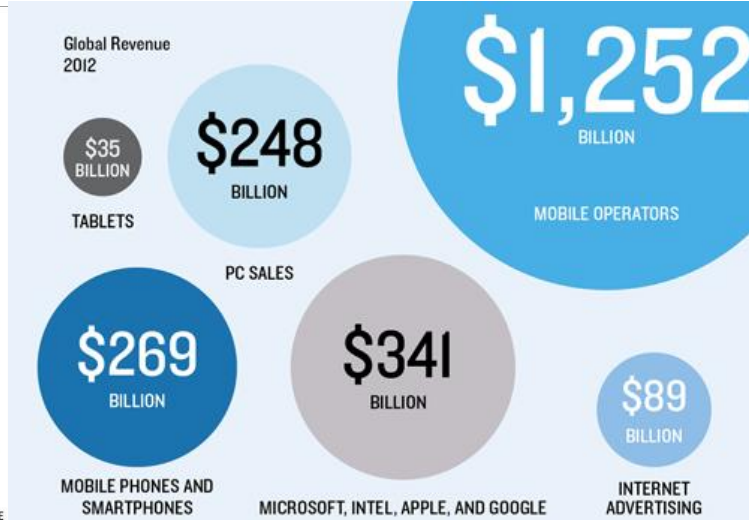 Global Revenue
2012
$1,252
BILLION
MOBILE OPERATORS
$35
BILLION
TABLETS
$248
BILLION
PC SALES
$269
BILLION
MOBILE PHONES AND
SMARTPHONES
$341
BILLION
MICROSOFT, INTEL, APPLE, AND GOOGLE
$89
BILLION
INTERNET
ADVERTISING